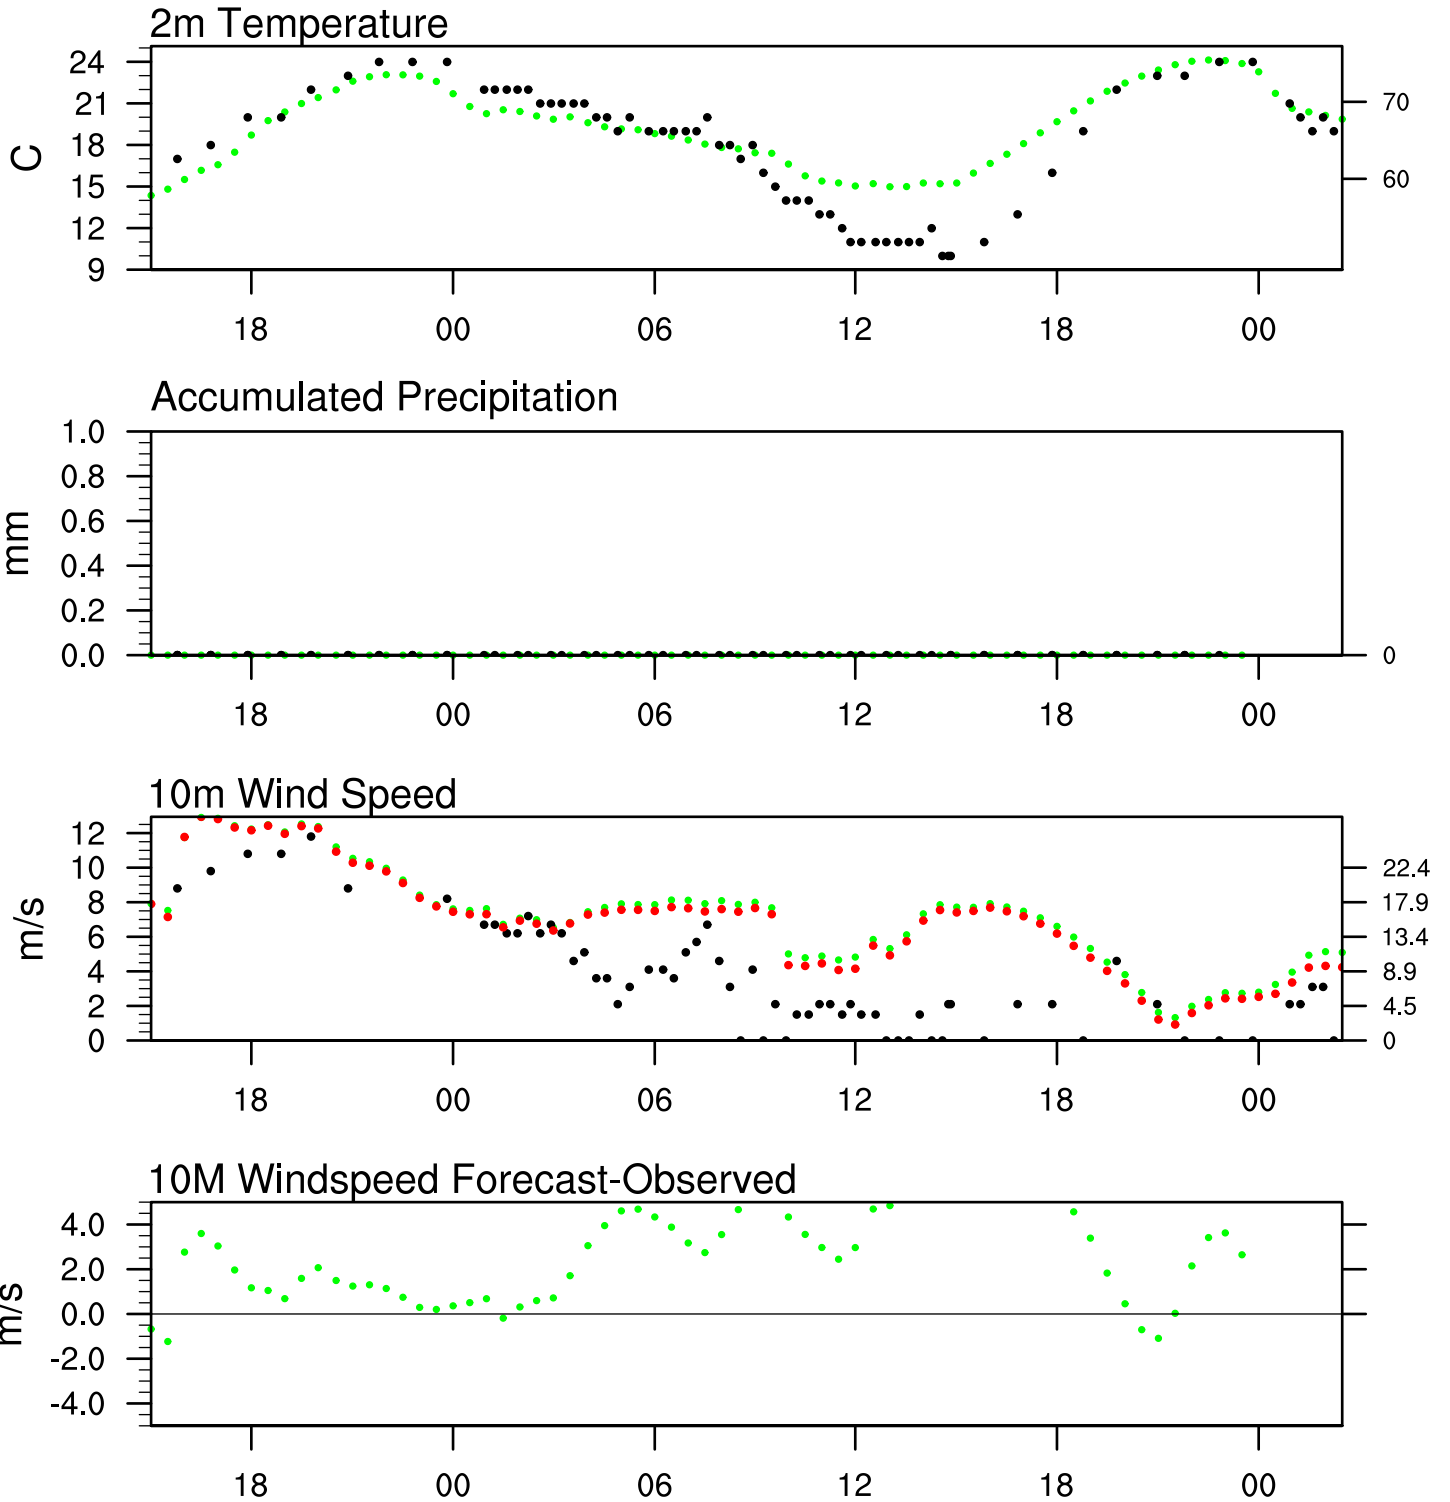 2m Temperature
24
21
18
15
12
9
C
70
60
18 00 06 12 18 00
Accumulated Precipitation
1.0
0.8
0.6
0.4
0.2
0.0
mm
0
18 00 06 12 18 00
10m Wind Speed
12
10
8
6
4
2
0
m/s
22.4
17.9
13.4
8.9
4.5
0
18 00 06 12 18 00
10M Windspeed Forecast-Observed
4.0
2.0
0.0
-2.0
-4.0
m/s
18 00 06 12 18 00